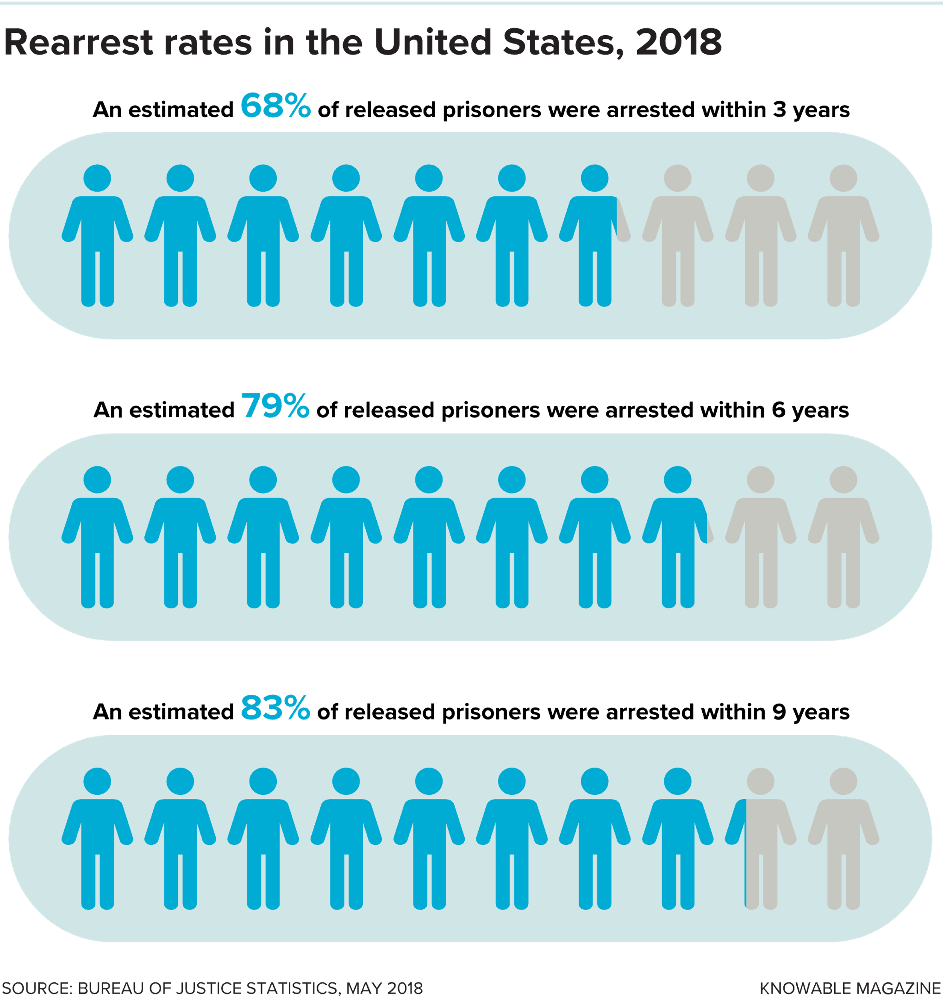 Rearrest rates in the United States, 2018
An estimated 68% of released prisoners were arrested within 3 years
An estimated 79% of released prisoners were arrested within 6 years
An estimated 83% of released prisoners were arrested within 9 years
SOURCE: BUREAU OF JUSTICE STATISTICS, MAY 2018
KNOWABLE MAGAZINE